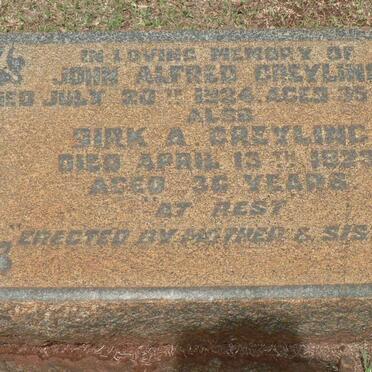 IN LOVING MEMORY OF
JOHN ALFRED GREYLING
JULY 20TH 1924, AGED 35
ALSO
DIRK A GREYLING
DIED APRIL 13TH 192
AGED 36 YEARS
"AT REST"
"ERECTED BY MOTHER & SIS